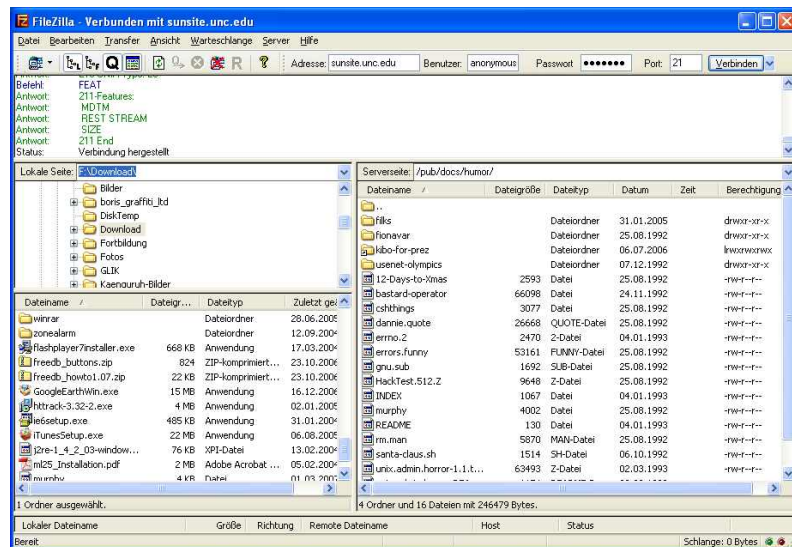 FileZilla - Verbunden mit sunsite.unc.edu
Datei Bearbeiten Transfer Ansicht Warteschlange Server Hilfe
Adresse: sunsite.unc.edu Benutzer: anonymous Passwort ●●●●●●● Port: 21 Verbinden
Befehl: FEAT
Antwort: 211-Features:
Antwort: MDTM
Antwort: REST STREAM
Antwort: SIZE
Antwort: 211 End
Status: Verbindung hergestellt
Lokale Seite: F:\Download\
Bilder
boris_graffiti_ltd
DiskTemp
Download
Fortbildung
Fotos
GLIK
Kaenguruh-Bilder
Dateiname / Dateigr... Dateityp Zuletzt geä
winrar Dateiordner 28.06.2005
zonealarm Dateiordner 12.09.2004
flashplayer7installer.exe 668 KB Anwendung 17.03.2004
freedb_buttons.zip 824 ZIP-komprimiert... 23.10.2006
freedb_howto1.07.zip 22 KB ZIP-komprimiert... 23.10.2006
GoogleEarthWin.exe 15 MB Anwendung 16.12.2006
httrack-3.32-2.exe 4 MB Anwendung 02.01.2005
ie6setup.exe 485 KB Anwendung 31.01.2004
iTunesSetup.exe 22 MB Anwendung 06.08.2005
j2re-1_4_2_03-window... 76 KB XPI-Datei 13.02.2004
ml25_Installation.pdf 2 MB Adobe Acrobat ... 05.02.2004
murphy 4 KB Datei 01.03.2007
1 Ordner ausgewählt.
Serverseite: /pub/docs/humor/
Dateiname / Dateigröße Dateityp Datum Zeit Berechtigung
..
filks Dateiordner 31.01.2005 drwxr-xr-x
fionavar Dateiordner 25.08.1992 drwxr-xr-x
kibo-for-prez Dateiordner 06.07.2006 lrwxrwxrwx
usenet-olympics Dateiordner 07.12.1992 drwxr-xr-x
12-Days-to-Xmas 2593 Datei 25.08.1992 -rw-r--r--
bastard-operator 66098 Datei 24.11.1992 -rw-r--r--
cshthings 3077 Datei 25.08.1992 -rw-r--r--
dannie.quote 26668 QUOTE-Datei 25.08.1992 -rw-r--r--
errno.2 2470 2-Datei 04.01.1993 -rw-r--r--
errors.funny 53161 FUNNY-Datei 25.08.1992 -rw-r--r--
gnu.sub 1692 SUB-Datei 25.08.1992 -rw-r--r--
HackTest.512.Z 9648 Z-Datei 25.08.1992 -rw-r--r--
INDEX 1067 Datei 04.01.1993 -rw-r--r--
murphy 4002 Datei 25.08.1992 -rw-r--r--
README 130 Datei 04.01.1993 -rw-r--r--
rm.man 5870 MAN-Datei 25.08.1992 -rw-r--r--
santa-claus.sh 1514 SH-Datei 06.10.1992 -rw-r--r--
unix.admin.horror-1.1.t... 63493 Z-Datei 02.03.1993 -rw-r--r--
4 Ordner und 16 Dateien mit 246479 Bytes.
Lokaler Dateiname Größe Richtung Remote Dateiname Host Status
Bereit Schlange: 0 Bytes